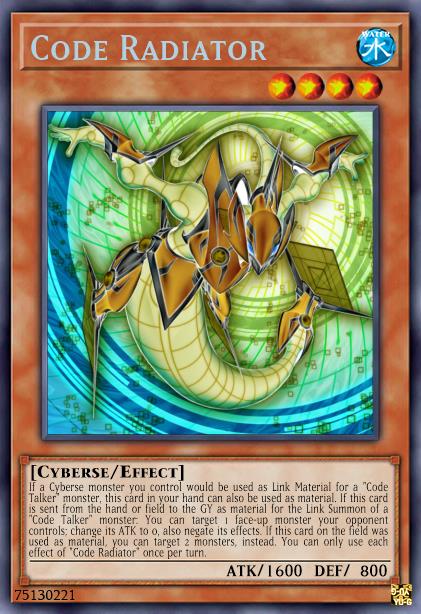 Code Radiator
WATER
水
[Cyberse/Effect]
If a Cyberse monster you control would be used as Link Material for a "Code
Talker" monster, this card in your hand can also be used as material. If this card
is sent from the hand or field to the GY as material for the Link Summon of a
"Code Talker" monster: You can target 1 face-up monster your opponent
controls; change its ATK to 0, also negate its effects. If this card on the field was
used as material, you can target 2 monsters, instead. You can only use each
effect of "Code Radiator" once per turn.
ATK/1600 DEF/ 800
75130221